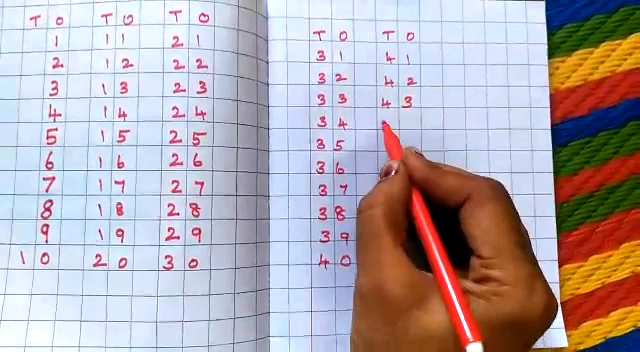 T O   T O   T O
1   1 1   2 1
2   1 2   2 2
3   1 3   2 3
4   1 4   2 4
5   1 5   2 5
6   1 6   2 6
7   1 7   2 7
8   1 8   2 8
9   1 9   2 9
1 0   2 0   3 0
T O   T O
3 1   4 1
3 2   4 2
3 3   4 3
3 4
3 5
3 6
3 7
3 8
3 9
4 0